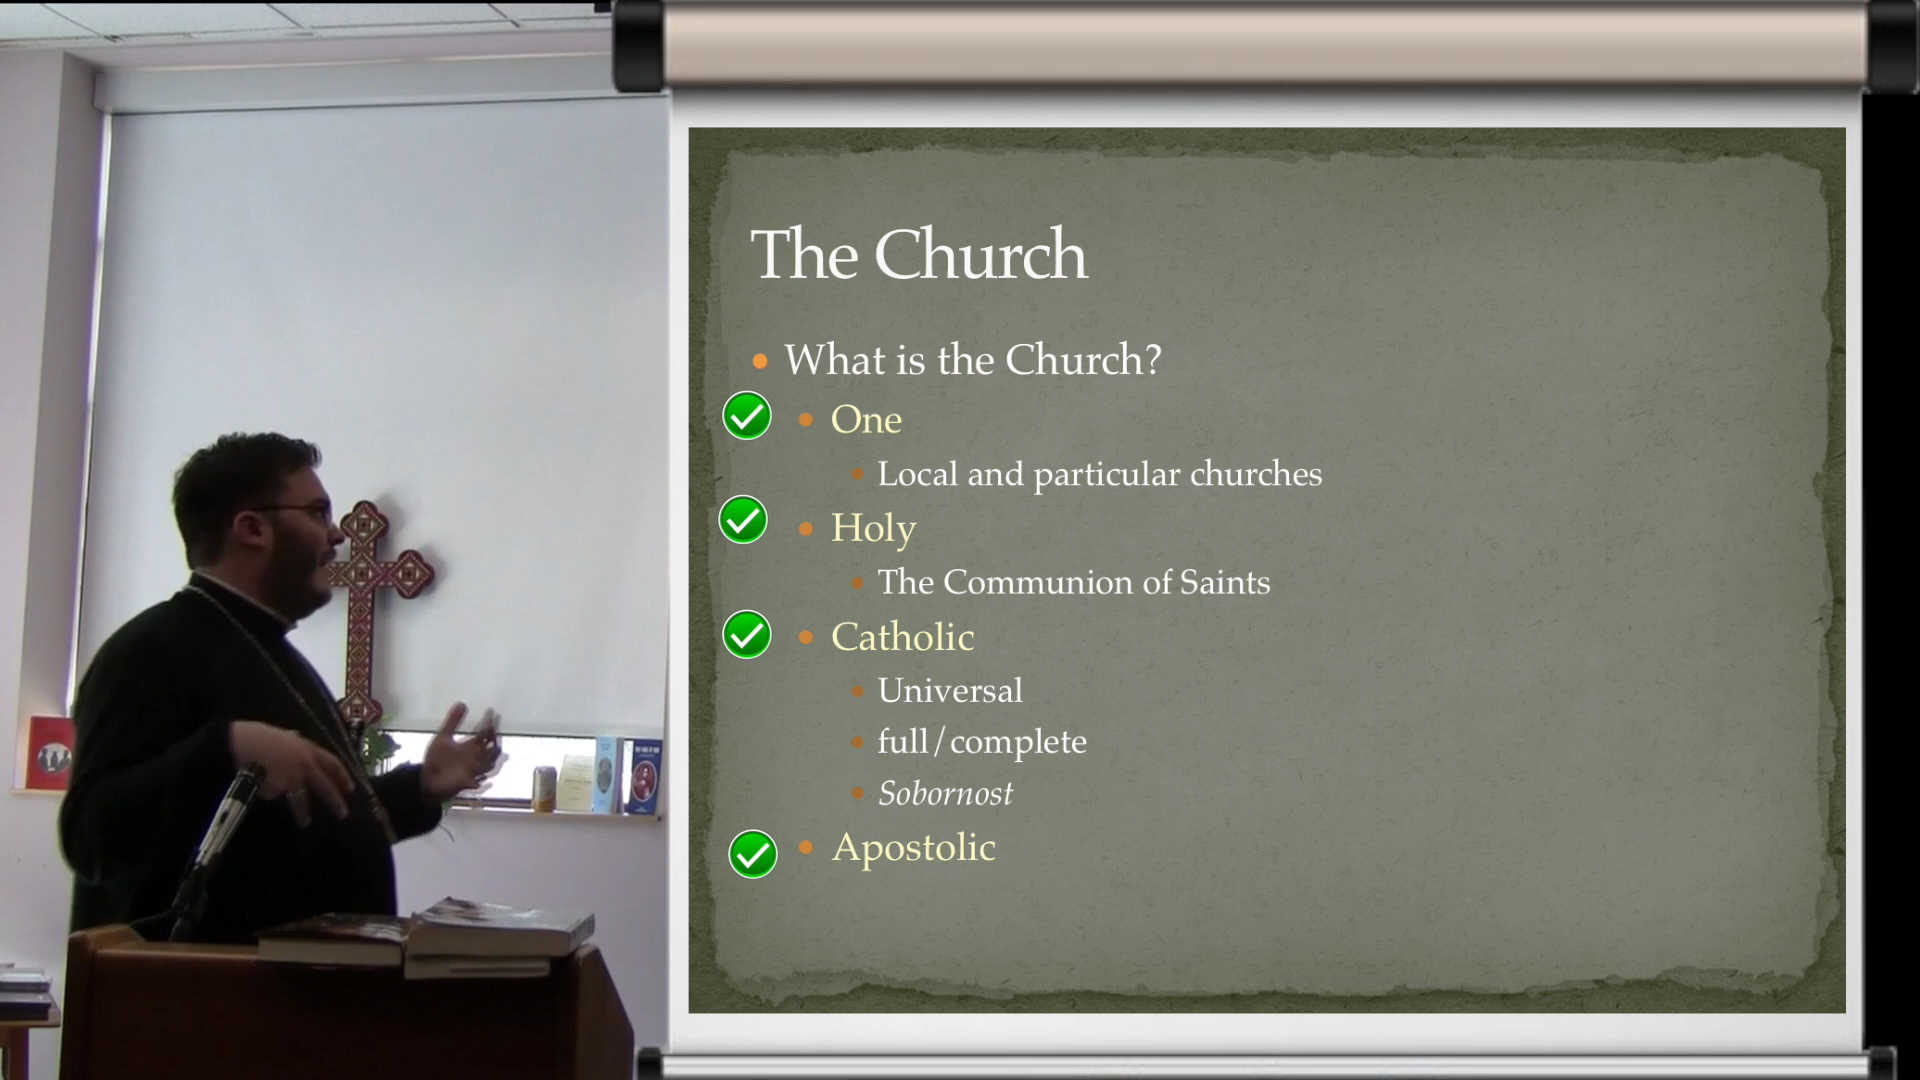 The Church
What is the Church?
One
Local and particular churches
Holy
The Communion of Saints
Catholic
Universal
full/complete
Sobornost
Apostolic